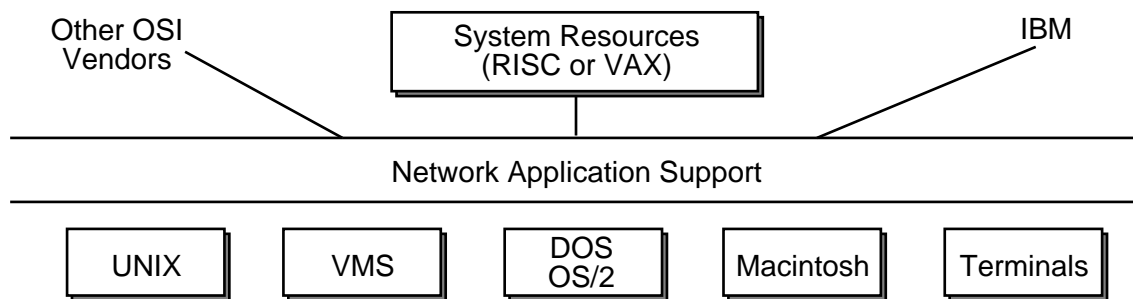 Other OSI
Vendors
System Resources
(RISC or VAX)
IBM
Network Application Support
UNIX
VMS
DOS
OS/2
Macintosh
Terminals